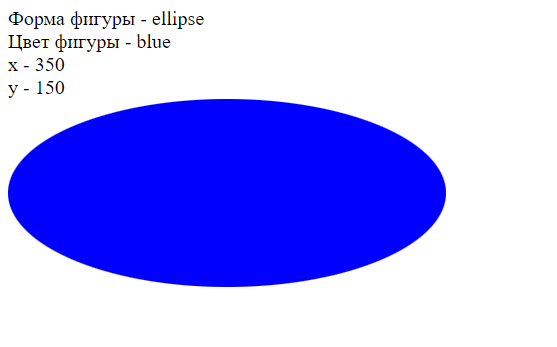 Форма фигуры - ellipse
Цвет фигуры - blue
x - 350
y - 150